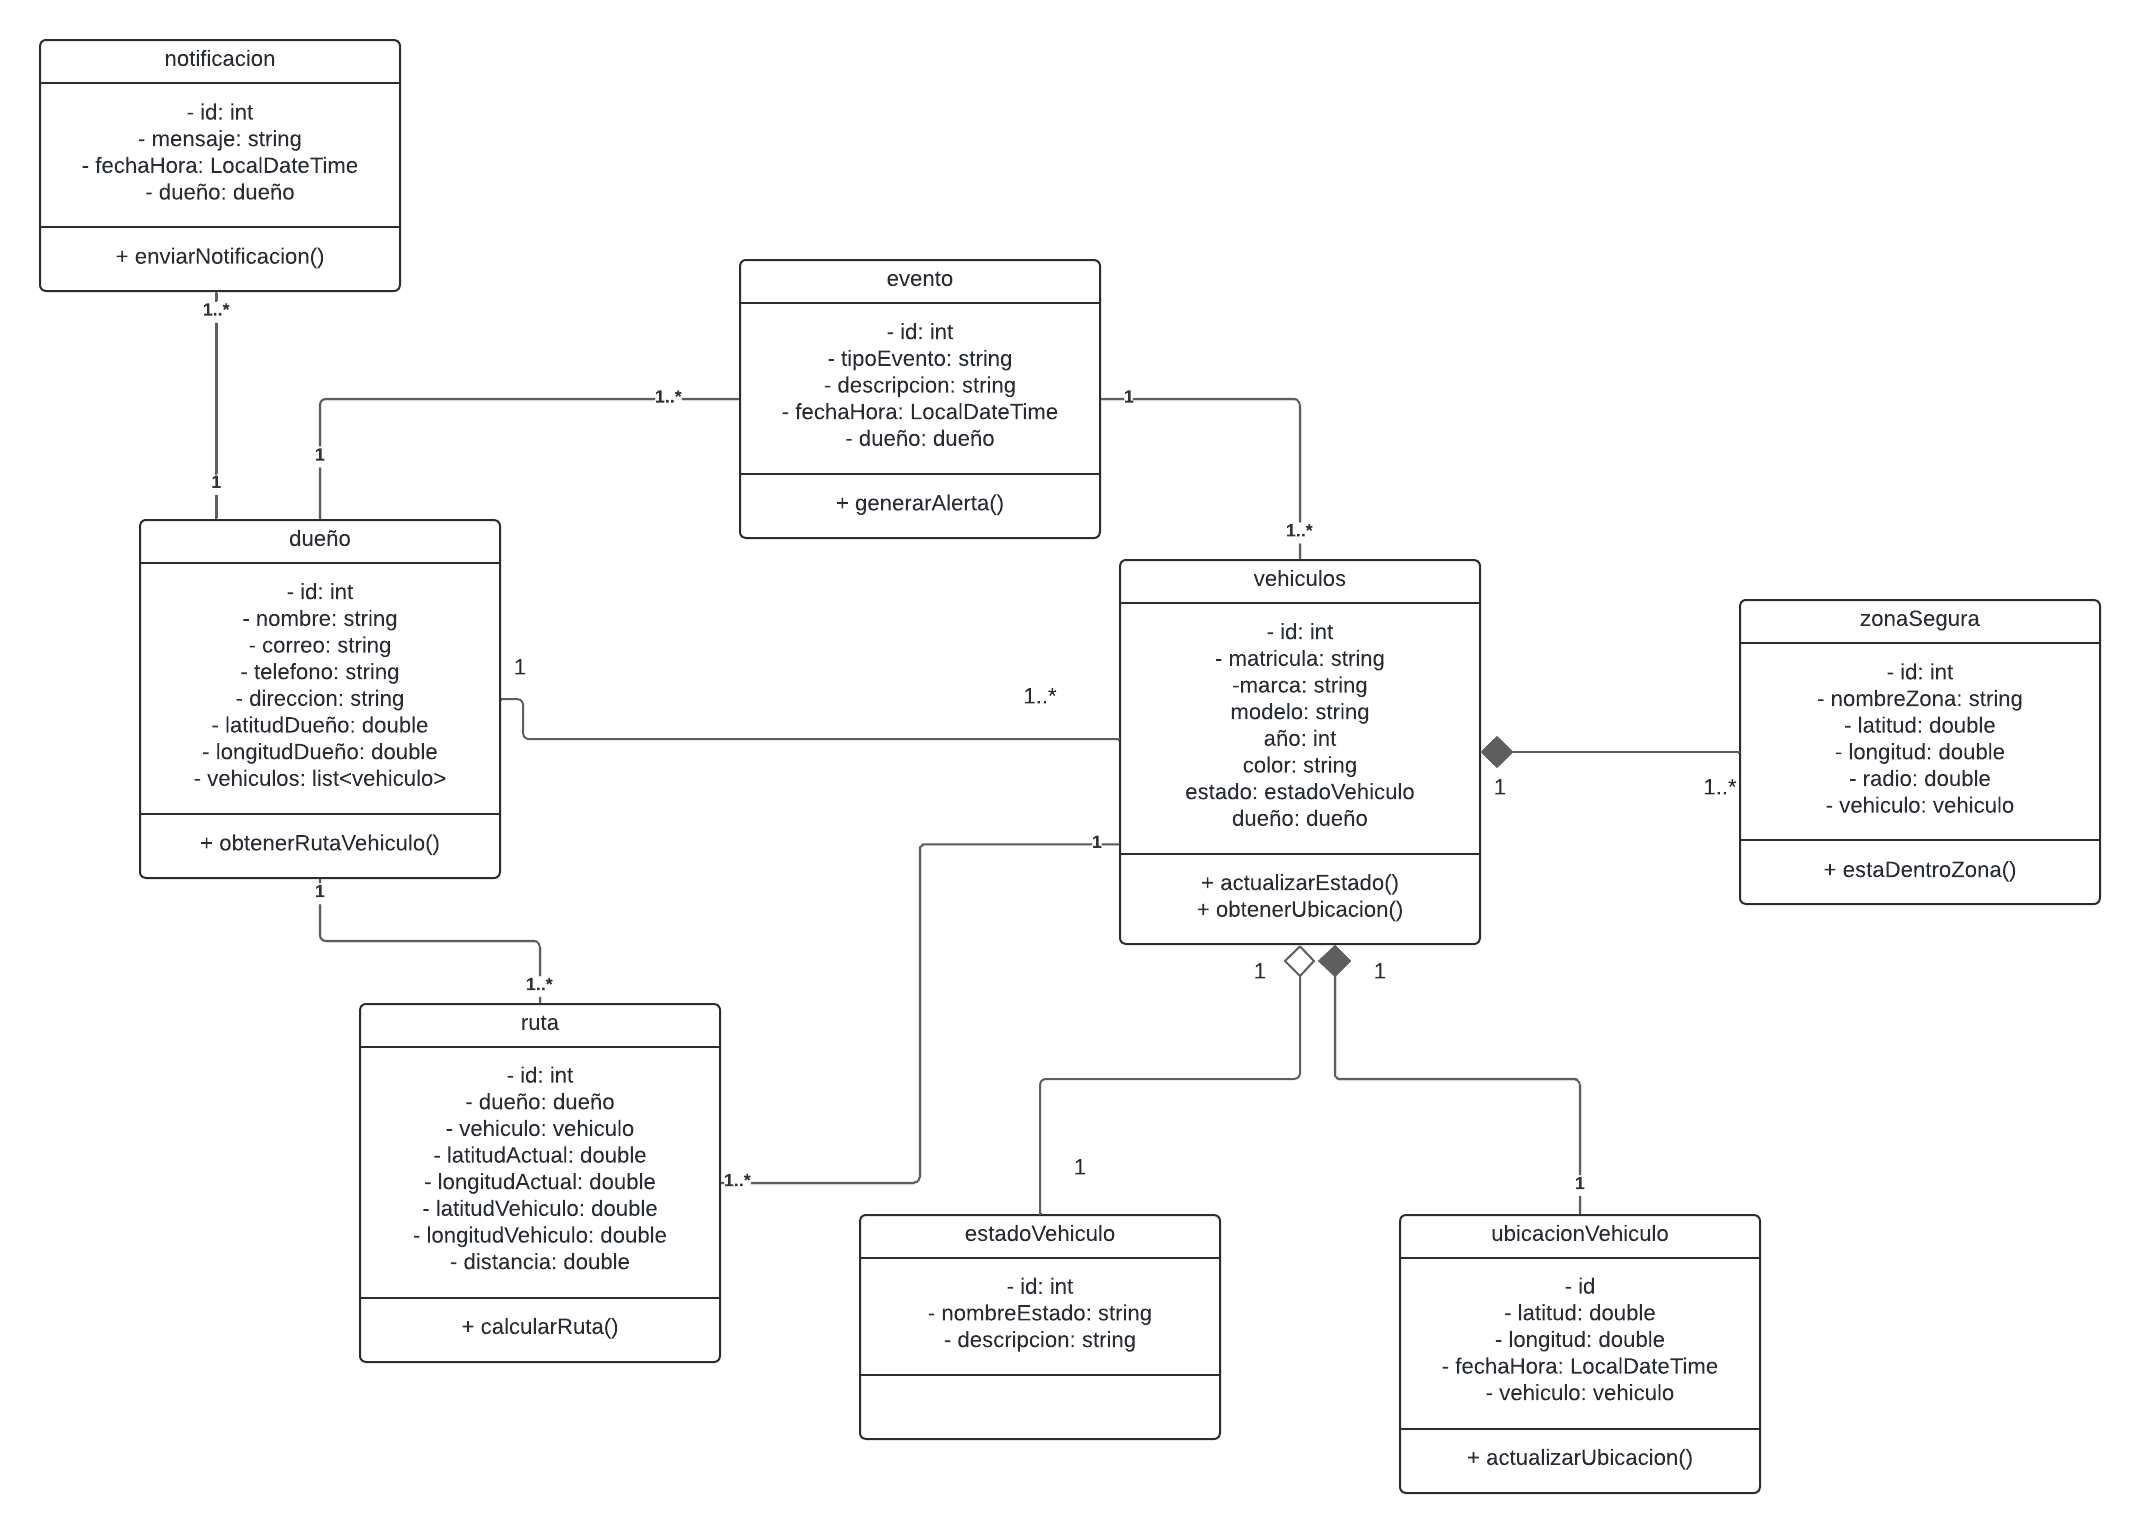 notificacion
- id: int
- mensaje: string
- fechaHora: LocalDateTime
- dueño: dueño
+ enviarNotificacion()
1..*
1
evento
- id: int
- tipoEvento: string
- descripcion: string
- fechaHora: LocalDateTime
- dueño: dueño
+ generarAlerta()
1..*
1
1
1..*
dueño
- id: int
- nombre: string
- correo: string
- telefono: string
- direccion: string
- latitudDueño: double
- longitudDueño: double
- vehiculos: list<vehiculo>
+ obtenerRutaVehiculo()
1
1..*
vehiculos
- id: int
- matricula: string
-marca: string
modelo: string
año: int
color: string
estado: estadoVehiculo
dueño: dueño
+ actualizarEstado()
+ obtenerUbicacion()
1
1..*
zonaSegura
- id: int
- nombreZona: string
- latitud: double
- longitud: double
- radio: double
- vehiculo: vehiculo
+ estaDentroZona()
1
1..*
1
1..*
ruta
- id: int
- dueño: dueño
- vehiculo: vehiculo
- latitudActual: double
- longitudActual: double
- latitudVehiculo: double
- longitudVehiculo: double
- distancia: double
+ calcularRuta()
1
1
1
1
estadoVehiculo
- id: int
- nombreEstado: string
- descripcion: string
ubicacionVehiculo
- id
- latitud: double
- longitud: double
- fechaHora: LocalDateTime
- vehiculo: vehiculo
+ actualizarUbicacion()